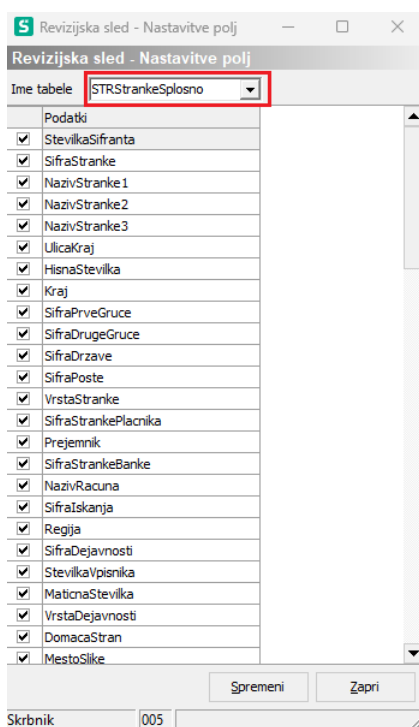 S Revizijska sled - Nastavitve polj
Revizijska sled - Nastavitve polj
Ime tabele STRStrankeSplosno
Podatki
StevilkaSifranta
SifraStranke
NazivStranke1
NazivStranke2
NazivStranke3
UlicaKraj
HisnaStevilka
Kraj
SifraPrveGruce
SifraDrugeGruce
SifraDrzave
SifraPoste
VrstaStranke
SifraStrankePlacnika
Prejemnik
SifraStrankeBanke
NazivRacuna
SifraIskanja
Regija
SifraDejavnosti
StevilkaVpisnika
MaticnaStevilka
VrstaDejavnosti
DomacaStran
MestoSlike
Spremeni Zapri
Skrbnik 005